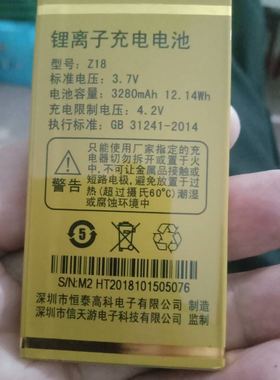 锂离子充电电池
型号：Z18
标准电压：3.7V
电池容量：3280mAh 12.14Wh
充电限制电压：4.2V
执行标准：GB 31241-2014
只能使用厂家指定的充
电器切勿拆开或置于火
中，不可让金属品接触或
短路电极，避免过度或过
热（超过摄氏60℃）潮湿
或腐蚀环境中
警告
5
S/N:M2 HT2018101505076
深圳市恒泰高科电子有限公司 制造
深圳市信天游电子科技有限公司 监制